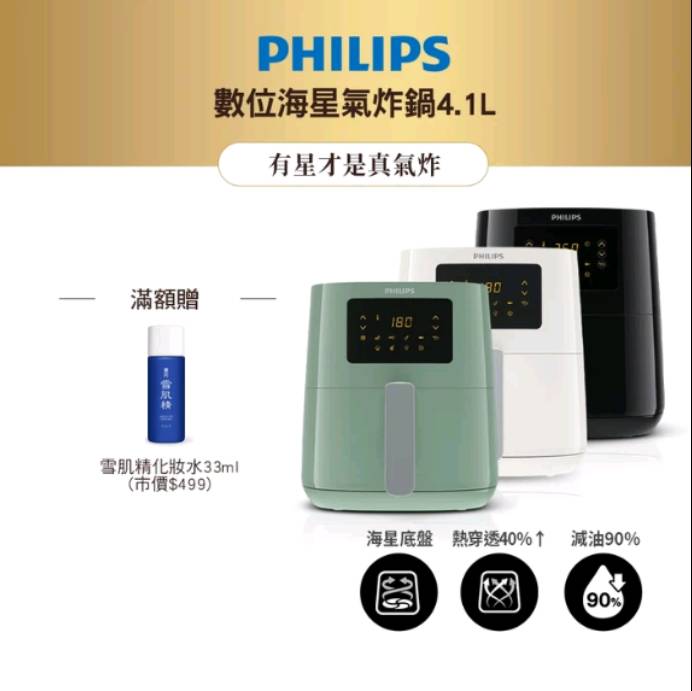 PHILIPS
數位海星氣炸鍋4.1L
有星才是真氣炸
滿額贈
雪肌精
雪肌精化妝水33ml
(市價$499)
PHILIPS
180
PHILIPS
80
PHILIPS
海星底盤
熱穿透40%↑
減油90%
90%